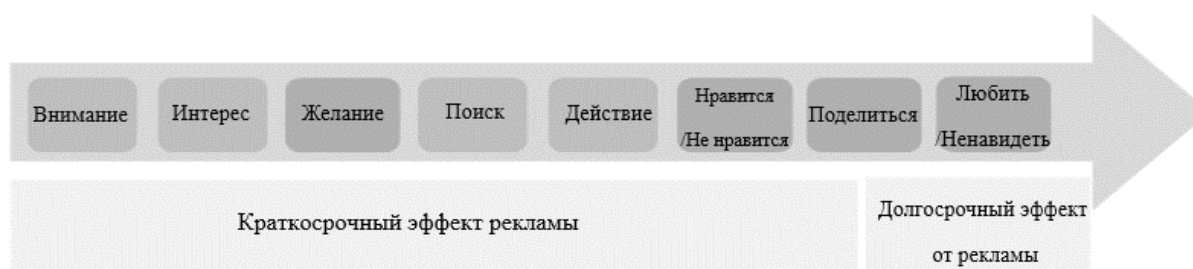 Внимание
Интерес
Желание
Поиск
Действие
Нравится
/Не нравится
Поделиться
Любить
/Ненавидеть
Краткосрочный эффект рекламы
Долгосрочный эффект
от рекламы